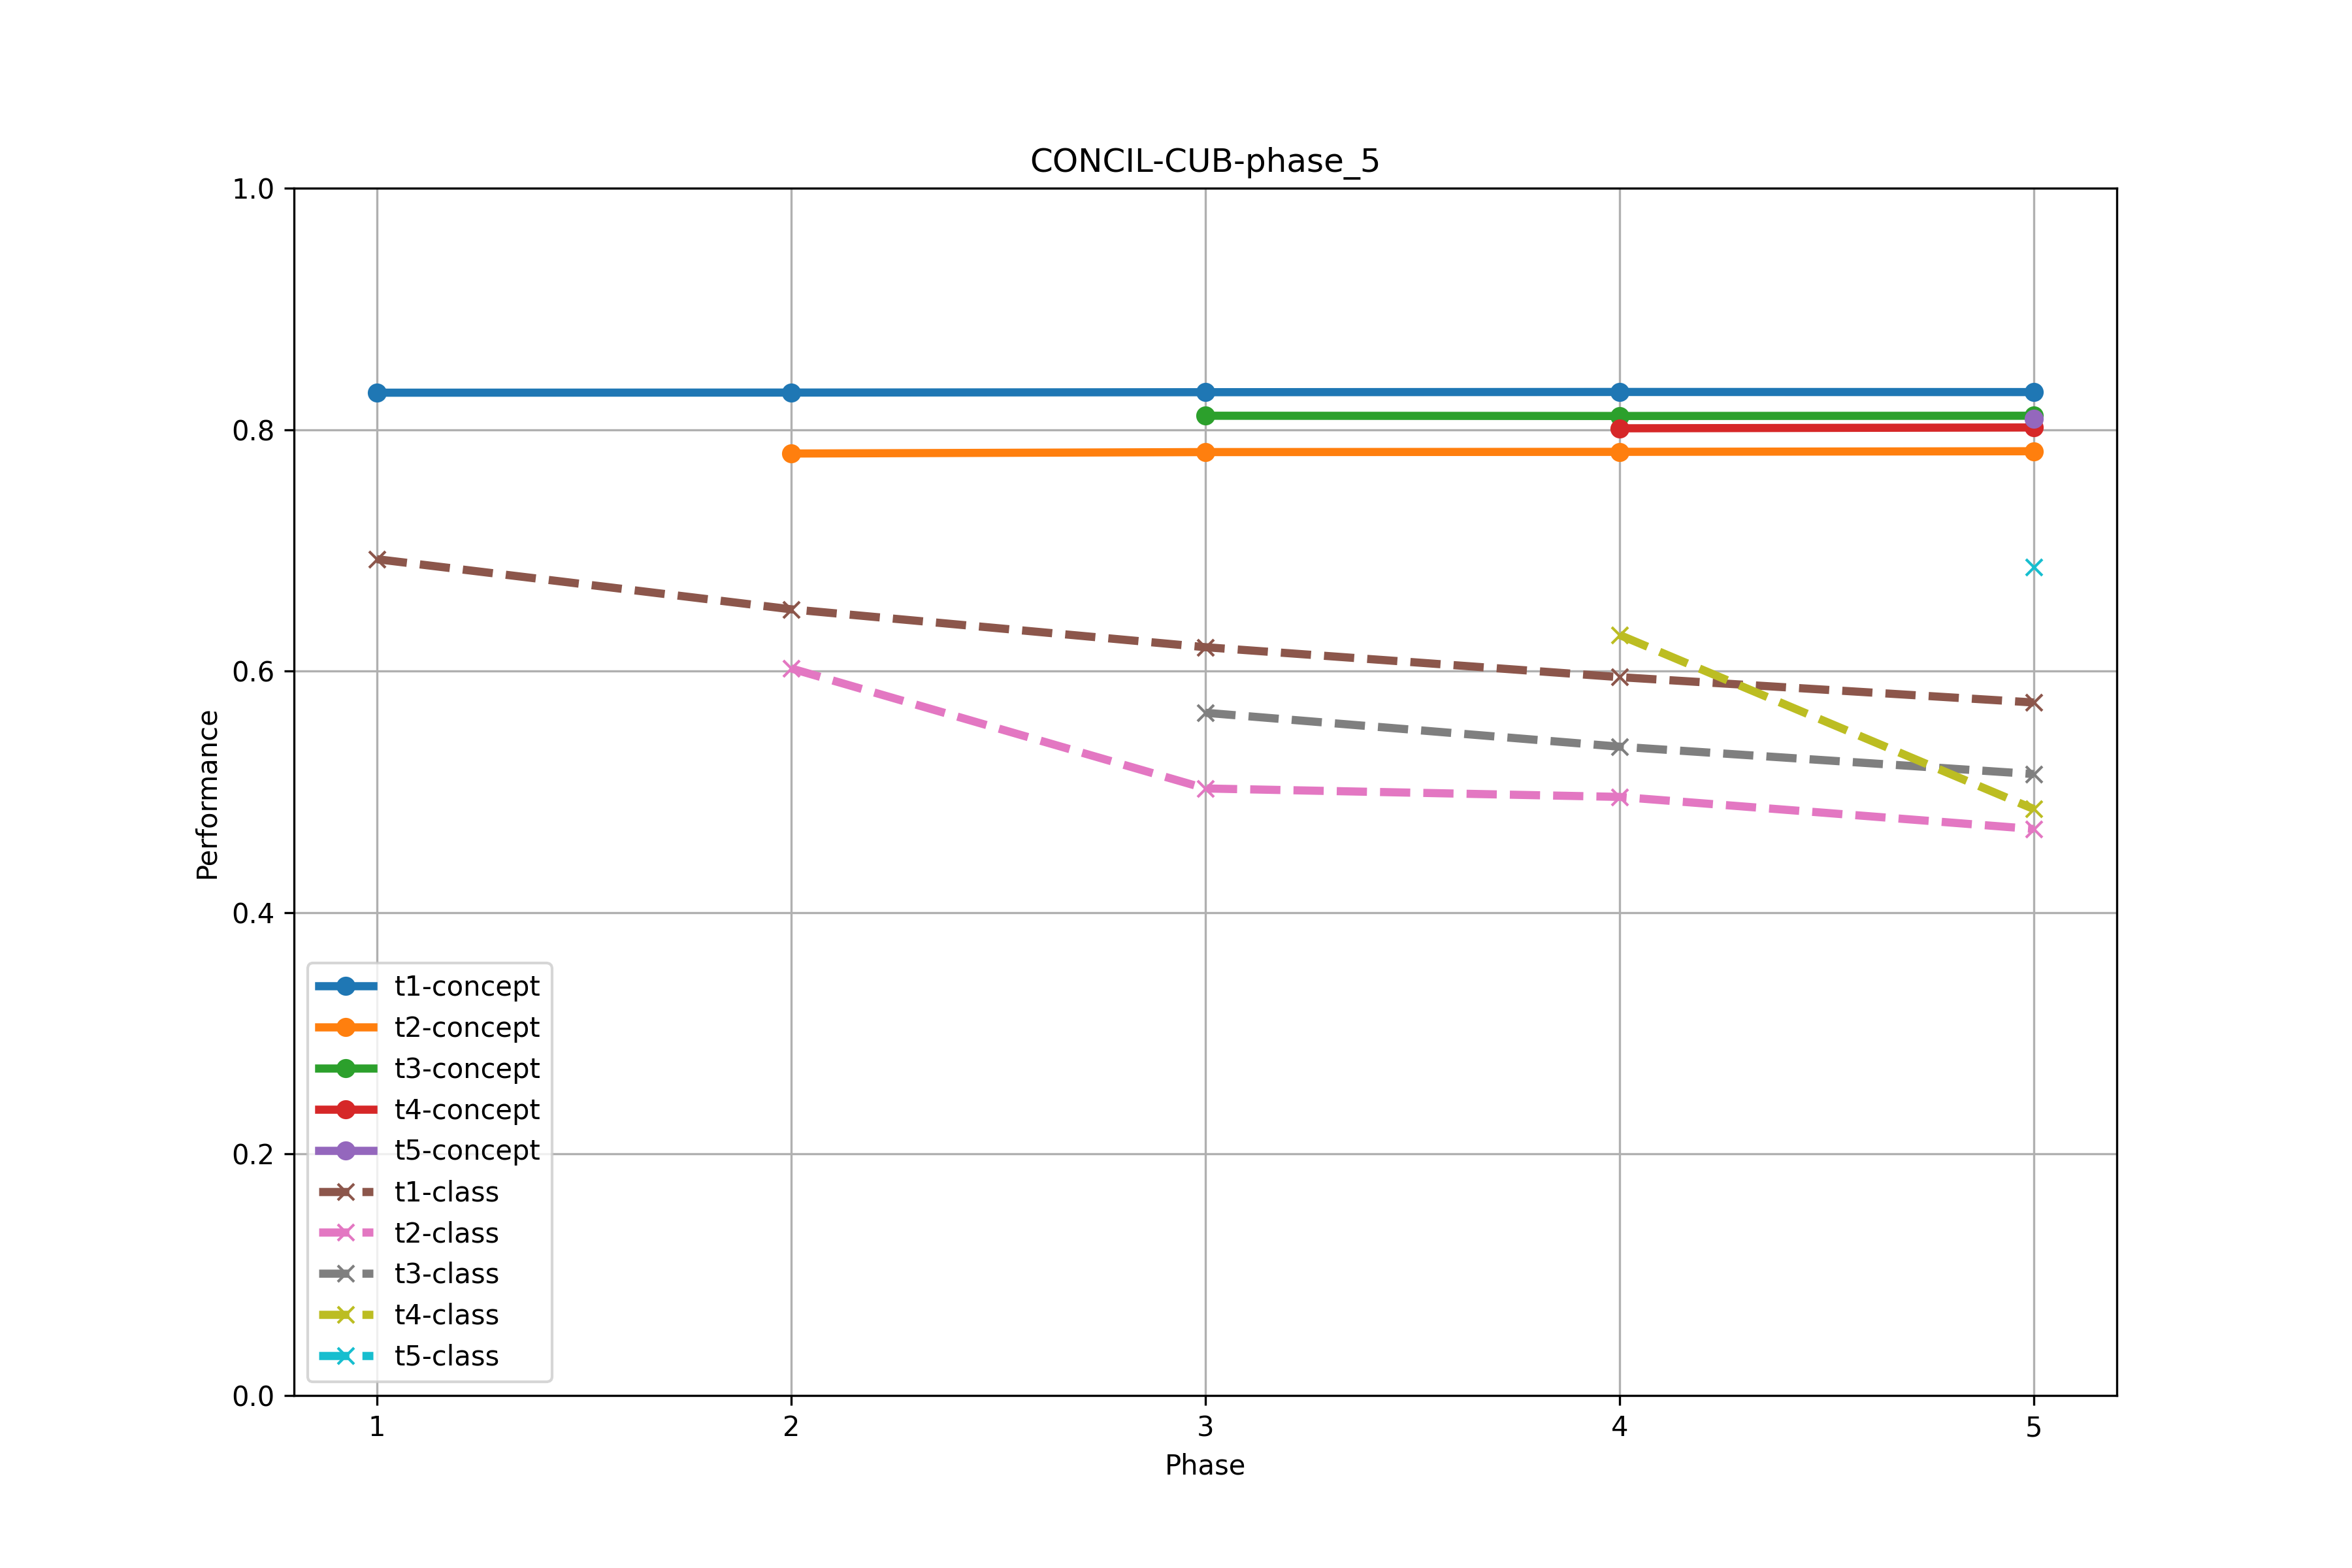 CONCIL-CUB-phase_5
1.0
0.8
0.6
0.4
0.2
0.0
Performance
t1-concept
t2-concept
t3-concept
t4-concept
t5-concept
t1-class
t2-class
t3-class
t4-class
t5-class
1 2 3 4 5
Phase